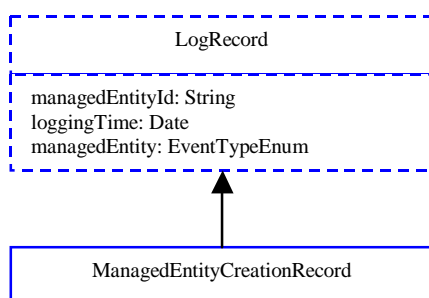 LogRecord
managedEntityId: String
loggingTime: Date
managedEntity: EventTypeEnum
ManagedEntityCreationRecord